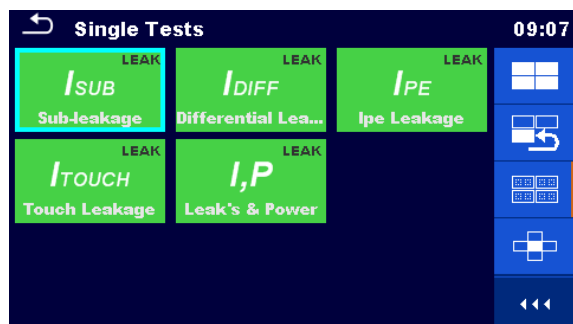 Single Tests 09:07
LEAK LEAK LEAK
ISUB IDIFF IPE
Sub-leakage Differential Lea... Ipe Leakage
LEAK LEAK
ITOUCH I,P
Touch Leakage Leak's & Power